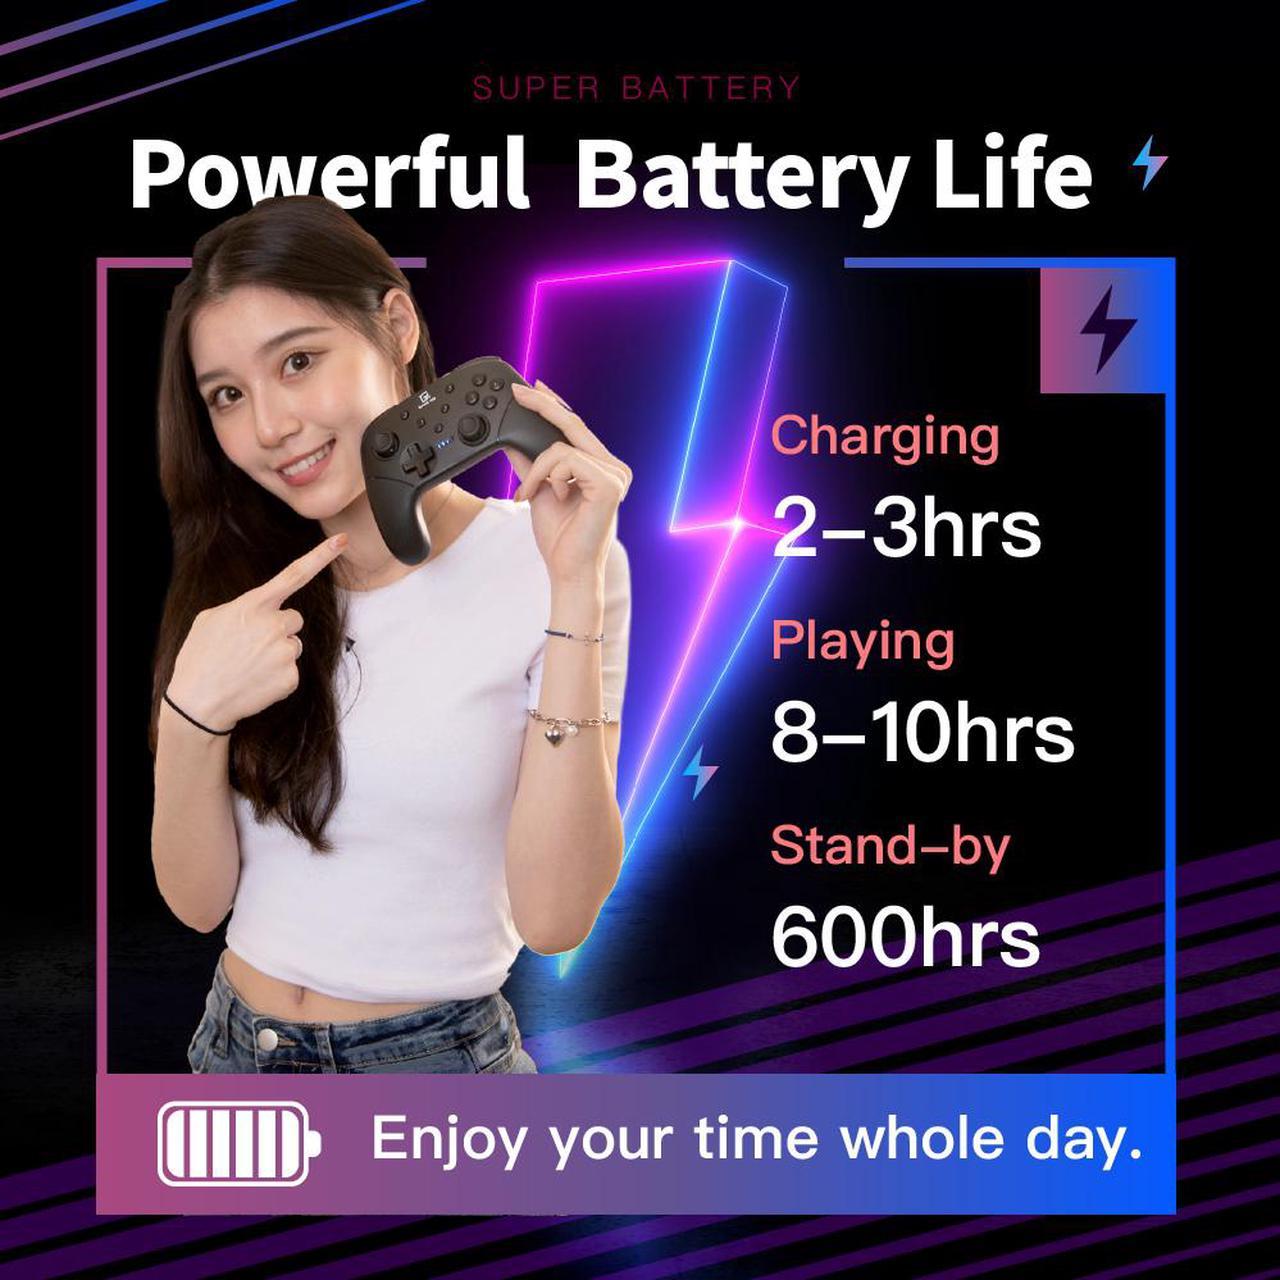 SUPER BATTERY
Powerful Battery Life
Charging
2-3hrs
Playing
8-10hrs
Stand-by
600hrs
Enjoy your time whole day.